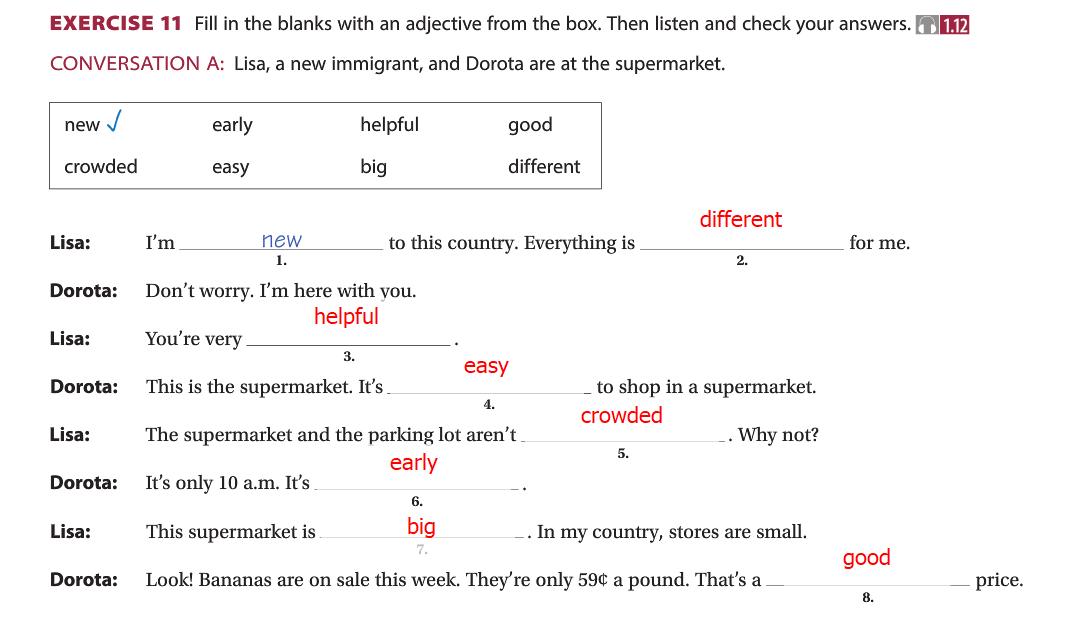 EXERCISE 11 Fill in the blanks with an adjective from the box. Then listen and check your answers. 1.12
CONVERSATION A: Lisa, a new immigrant, and Dorota are at the supermarket.
new ✓ early helpful good
crowded easy big different
Lisa: I'm new to this country. Everything is different for me.
1. 2.
Dorota: Don't worry. I'm here with you.
Lisa: You're very helpful.
3.
Dorota: This is the supermarket. It's easy to shop in a supermarket.
4.
Lisa: The supermarket and the parking lot aren't crowded. Why not?
5.
Dorota: It's only 10 a.m. It's early.
6.
Lisa: This supermarket is big. In my country, stores are small.
7.
Dorota: Look! Bananas are on sale this week. They're only 59¢ a pound. That's a good price.
8.